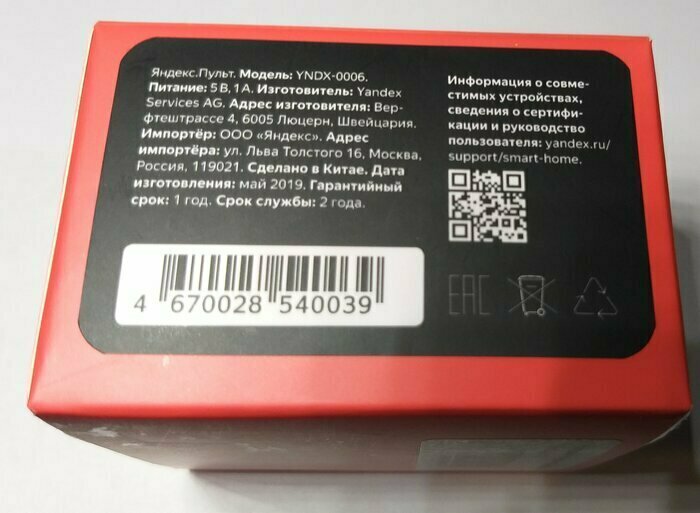 Яндекс.Пульт. Модель: YNDX-0006.
Питание: 5 В, 1А. Изготовитель: Yandex
Services AG. Адрес изготовителя: Вер-
фтештрассе 4, 6005 Люцерн, Швейцария.
Импортёр: ООО «Яндекс». Адрес
импортёра: ул. Льва Толстого 16, Москва,
Россия, 119021. Сделано в Китае. Дата
изготовления: май 2019. Гарантийный
срок: 1 год. Срок службы: 2 года.
Информация о совме-
стимых устройствах,
сведения о сертифи-
кации и руководство
пользователя: yandex.ru/
support/smart-home.
4 670028 540039
EAC